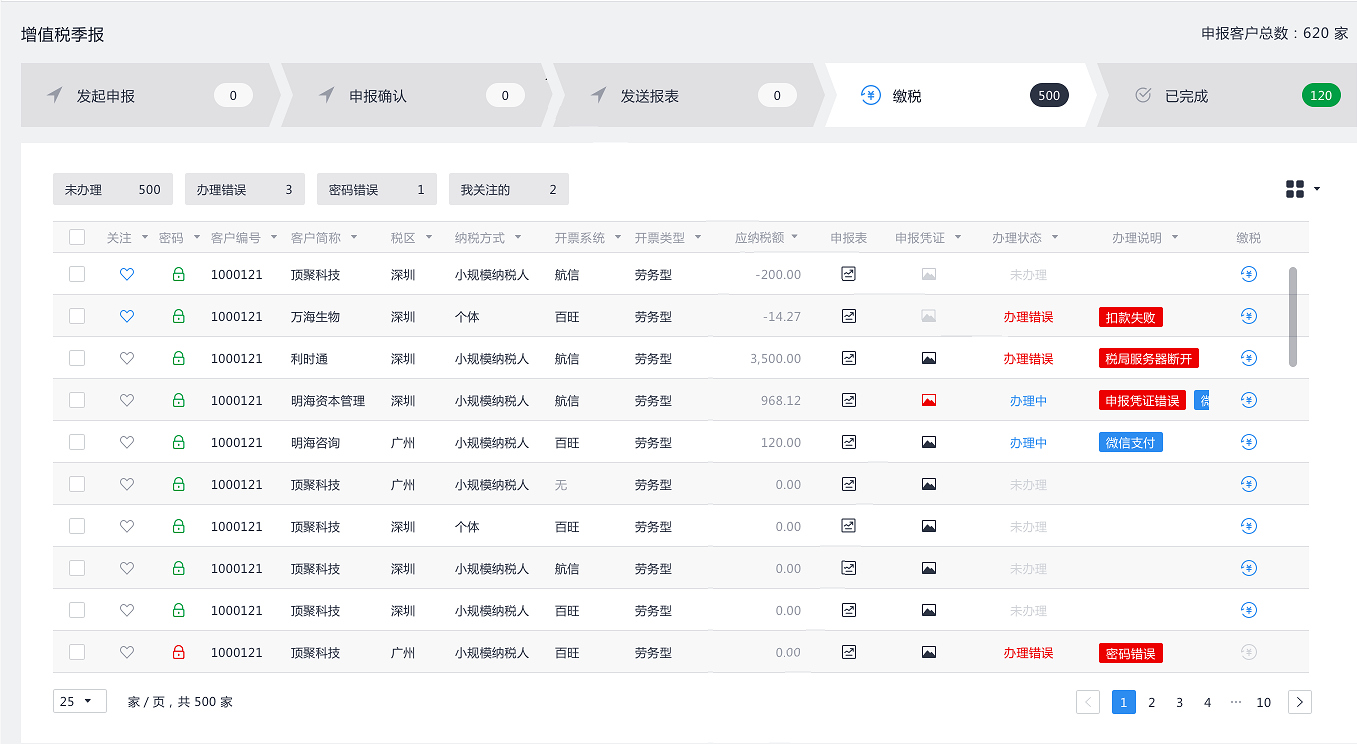 增值税季报
申报客户总数：620 家
发起申报 0 申报确认 0 发送报表 0 缴税 500 已完成 120
未办理 500 办理错误 3 密码错误 1 我关注的 2
关注 密码 客户编号 客户简称 税区 纳税方式 开票系统 开票类型 应纳税额 申报表 申报凭证 办理状态 办理说明 缴税
1000121 顶聚科技 深圳 小规模纳税人 航信 劳务型 -200.00 未办理
1000121 万海生物 深圳 个体 百旺 劳务型 -14.27 办理错误 扣款失败
1000121 利时通 深圳 小规模纳税人 航信 劳务型 3,500.00 办理错误 税局服务器断开
1000121 明海资本管理 深圳 小规模纳税人 航信 劳务型 968.12 办理中 申报凭证错误
1000121 明海咨询 广州 小规模纳税人 百旺 劳务型 120.00 办理中 微信支付
1000121 顶聚科技 广州 小规模纳税人 无 劳务型 0.00 未办理
1000121 顶聚科技 深圳 个体 百旺 劳务型 0.00 未办理
1000121 顶聚科技 深圳 小规模纳税人 航信 劳务型 0.00 未办理
1000121 顶聚科技 深圳 小规模纳税人 百旺 劳务型 0.00 未办理
1000121 顶聚科技 广州 小规模纳税人 百旺 劳务型 0.00 办理错误 密码错误
25 家 / 页，共 500 家
1 2 3 4 ··· 10